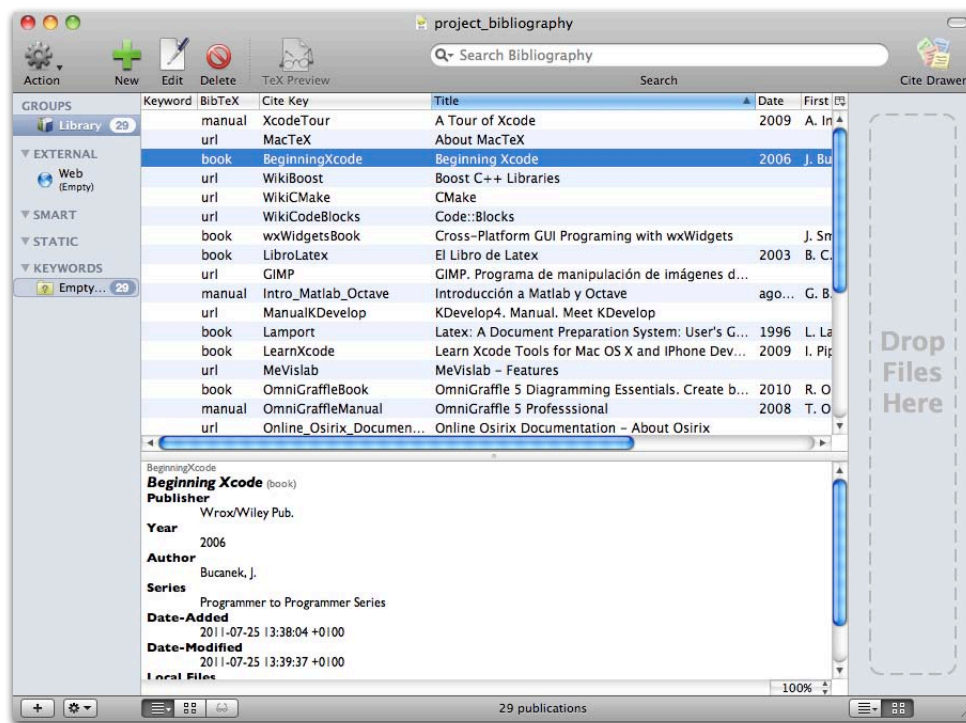 project_bibliography
Action New Edit Delete TeX Preview Search Bibliography Search Cite Drawer
GROUPS
Library 29
EXTERNAL
Web
(Empty)
SMART
STATIC
KEYWORDS
Empty... 29
Keyword BibTeX Cite Key Title Date First
manual XcodeTour A Tour of Xcode 2009 A. In
url MacTeX About MacTeX
book BeginningXcode Beginning Xcode 2006 J. Bu
url WikiBoost Boost C++ Libraries
url WikiCMake CMake
url WikiCodeBlocks Code::Blocks
book wxWidgetsBook Cross-Platform GUI Programing with wxWidgets J. Sm
book LibroLatex El Libro de Latex 2003 B. C.
url GIMP GIMP. Programa de manipulación de imágenes d...
manual Intro_Matlab_Octave Introducción a Matlab y Octave ago... G. B.
url ManualKDevelop KDevelop4. Manual. Meet KDevelop
book Lamport Latex: A Document Preparation System: User's G... 1996 L. La
book LearnXcode Learn Xcode Tools for Mac OS X and IPhone Dev... 2009 I. Pip
url MeVislab MeVislab - Features
book OmniGraffleBook OmniGraffle 5 Diagramming Essentials. Create b... 2010 R. O
manual OmniGraffleManual OmniGraffle 5 Professsional 2008 T. O
url Online_Osirix_Documen... Online Osirix Documentation - About Osirix
BeginningXcode
Beginning Xcode (book)
Publisher
Wrox/Wiley Pub.
Year
2006
Author
Bucanek, J.
Series
Programmer to Programmer Series
Date-Added
2011-07-25 13:38:04 +0100
Date-Modified
2011-07-25 13:39:37 +0100
Local Files
100%
29 publications
Drop
Files
Here